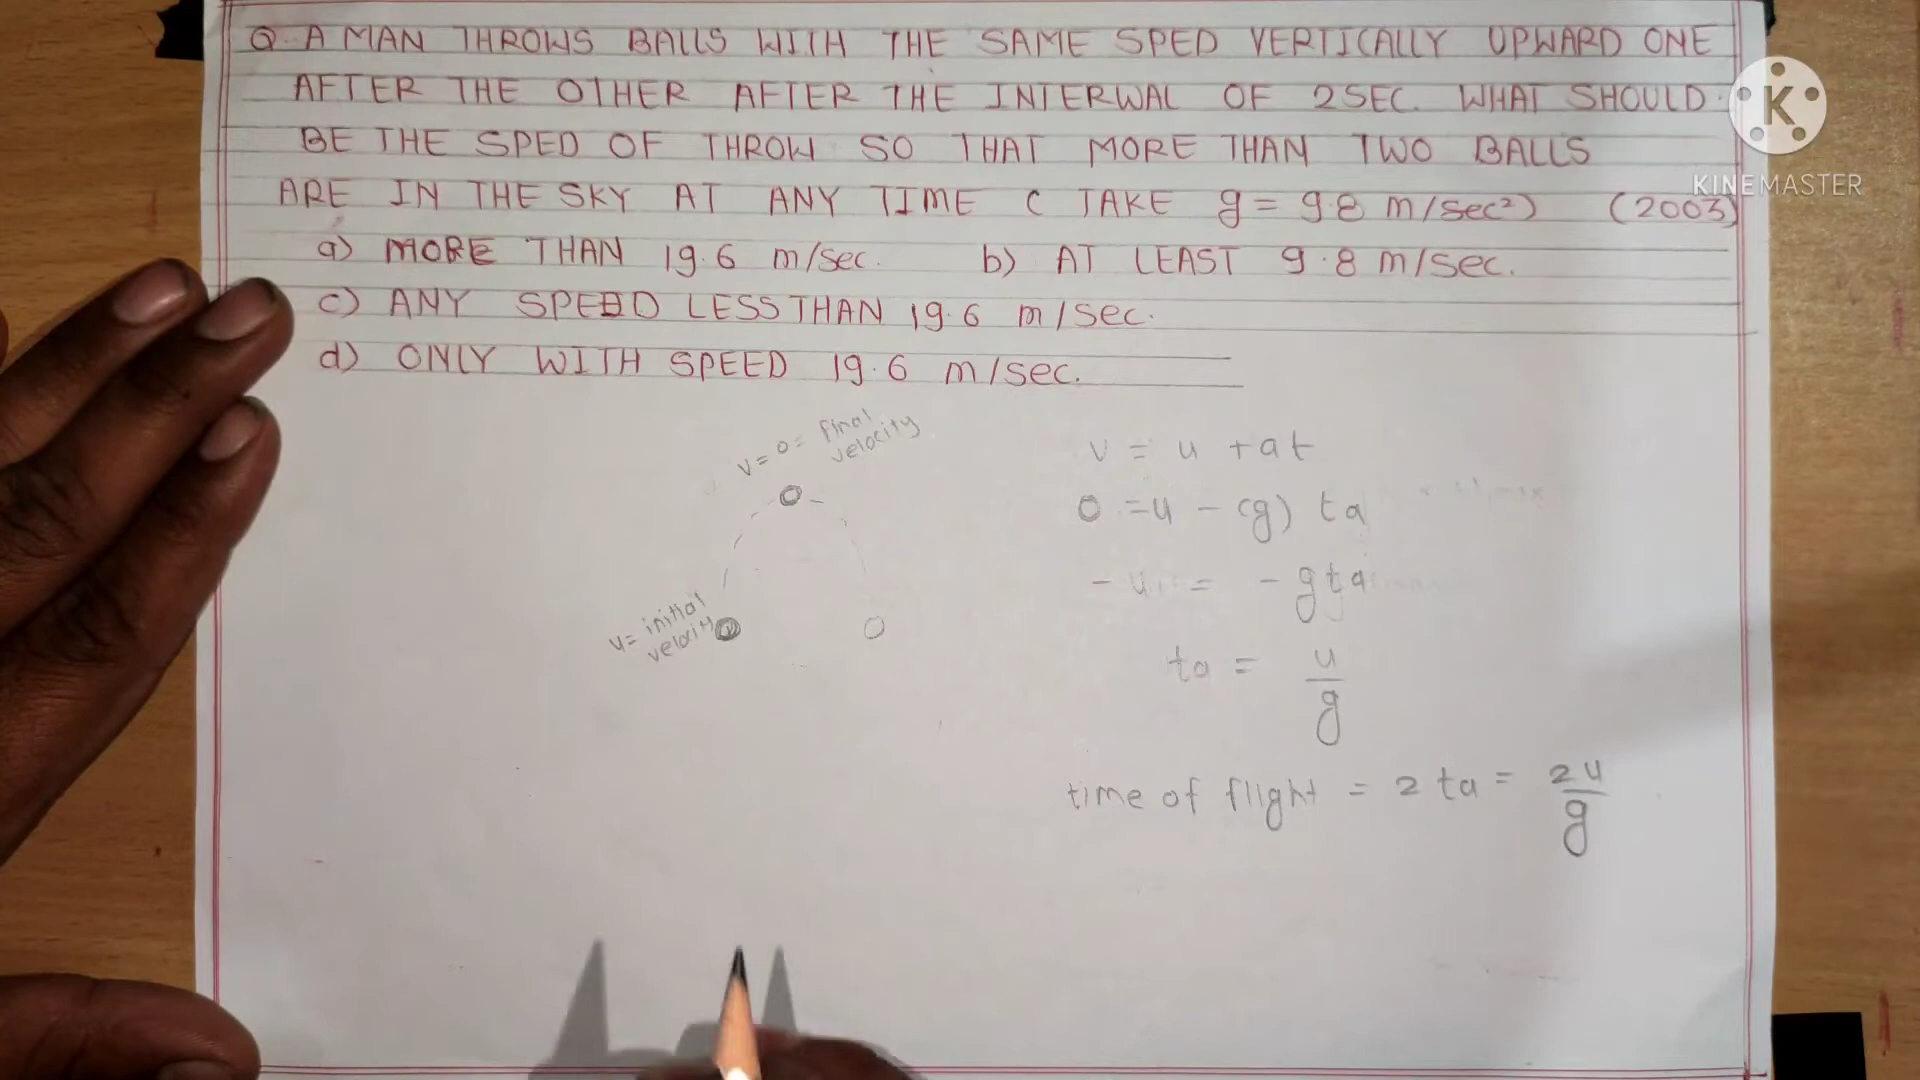 Q. A MAN THROWS BALLS WITH THE SAME SPED VERTICALLY UPWARD ONE
AFTER THE OTHER AFTER THE INTERWAL OF 2SEC. WHAT SHOULD
BE THE SPED OF THROW SO THAT MORE THAN TWO BALLS
ARE IN THE SKY AT ANY TIME ( TAKE g = 9.8 m/sec²) (2003)
a) MORE THAN 19.6 m/sec. b) AT LEAST 9.8 m/sec.
c) ANY SPEED LESS THAN 19.6 m/sec.
d) ONLY WITH SPEED 19.6 m/sec.
K
KINEMASTER
v = 0 = final
velocity
u = initial
velocity
v = u + at
0 = u - (g) ta
- u = - gta
ta = u/g
time of flight = 2 ta = 2u/g